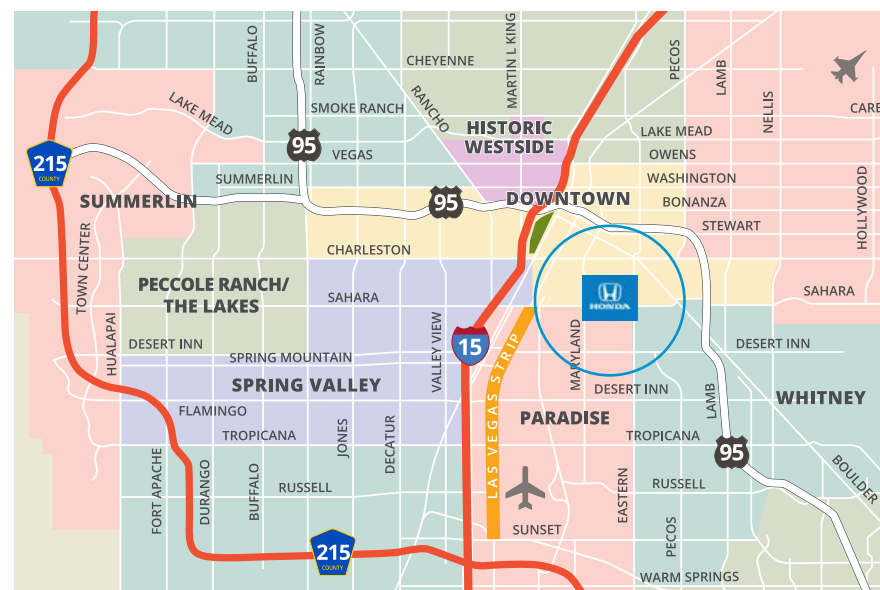 BUFFALO
RAINBOW
MARTIN L KING
CHEYENNE
PECOS
LAMB
NELLIS
RANCHO
LAKE MEAD
SMOKE RANCH
CARE
HISTORIC
WESTSIDE
LAKE MEAD
95
VEGAS
OWENS
215
COUNTY
SUMMERLIN
WASHINGTON
SUMMERLIN
95
DOWNTOWN
BONANZA
HOLLYWOOD
STEWART
TOWN CENTER
CHARLESTON
PECCOLE RANCH/
THE LAKES
SAHARA
HONDA
SAHARA
HUALAPAI
DESERT INN
VALLEY VIEW
15
MARYLAND
DESERT INN
SPRING MOUNTAIN
SPRING VALLEY
LAS VEGAS STRIP
DESERT INN
LAMB
WHITNEY
FLAMINGO
PARADISE
TROPICANA
JONES
DECATUR
TROPICANA
95
BOULDER
FORT APACHE
DURANGO
BUFFALO
RUSSELL
EASTERN
RUSSELL
SUNSET
PECOS
215
COUNTY
WARM SPRINGS